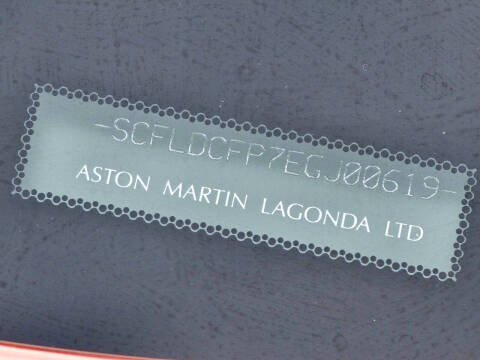 -SCFLDCFP7EGJ00619-
ASTON MARTIN LAGONDA LTD